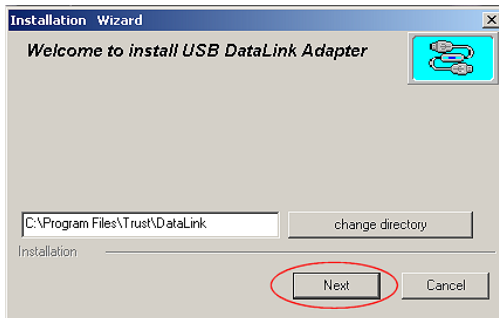 Installation Wizard
Welcome to install USB DataLink Adapter
C:\Program Files\Trust\DataLink
change directory
Installation
Next
Cancel